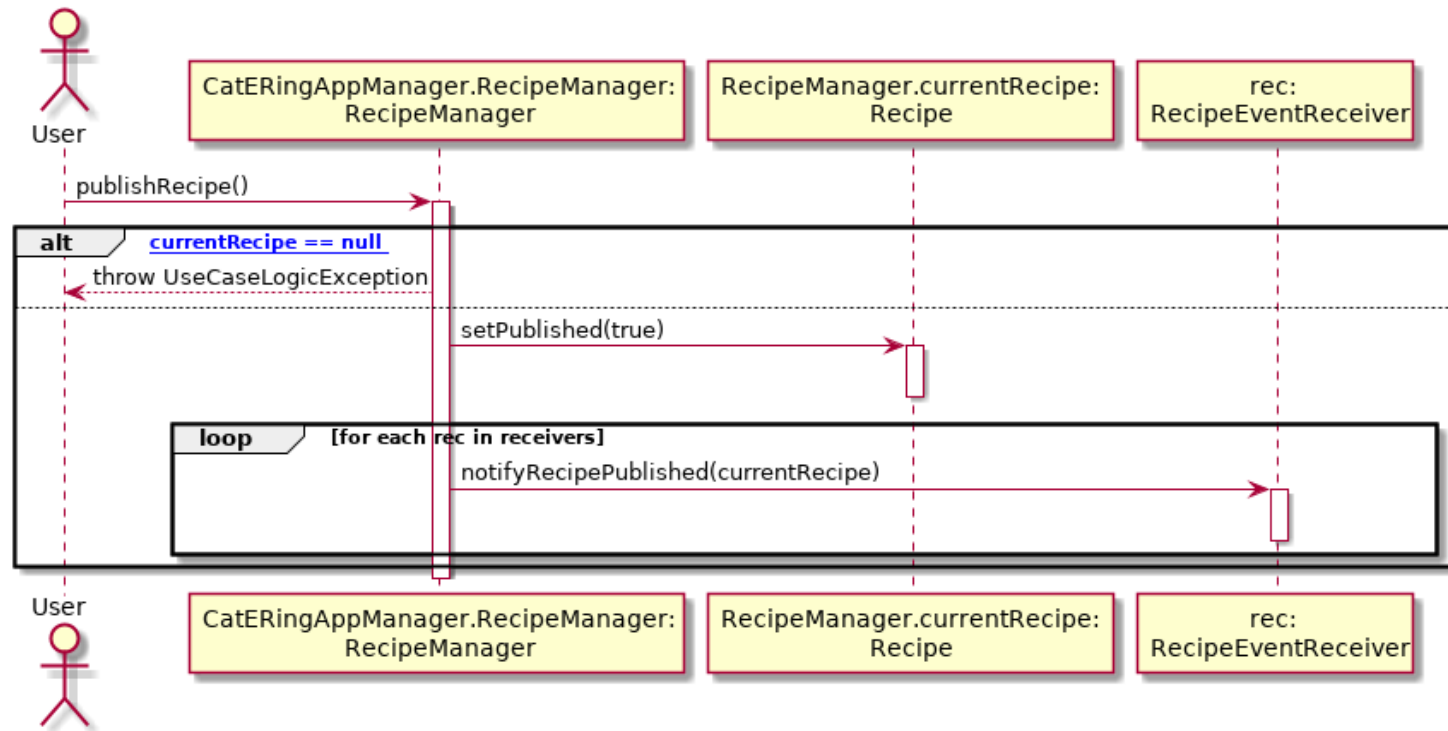 User
CatERingAppManager.RecipeManager:
RecipeManager
RecipeManager.currentRecipe:
Recipe
rec:
RecipeEventReceiver
publishRecipe()
alt
currentRecipe == null
throw UseCaseLogicException
setPublished(true)
loop
[for each rec in receivers]
notifyRecipePublished(currentRecipe)
User
CatERingAppManager.RecipeManager:
RecipeManager
RecipeManager.currentRecipe:
Recipe
rec:
RecipeEventReceiver